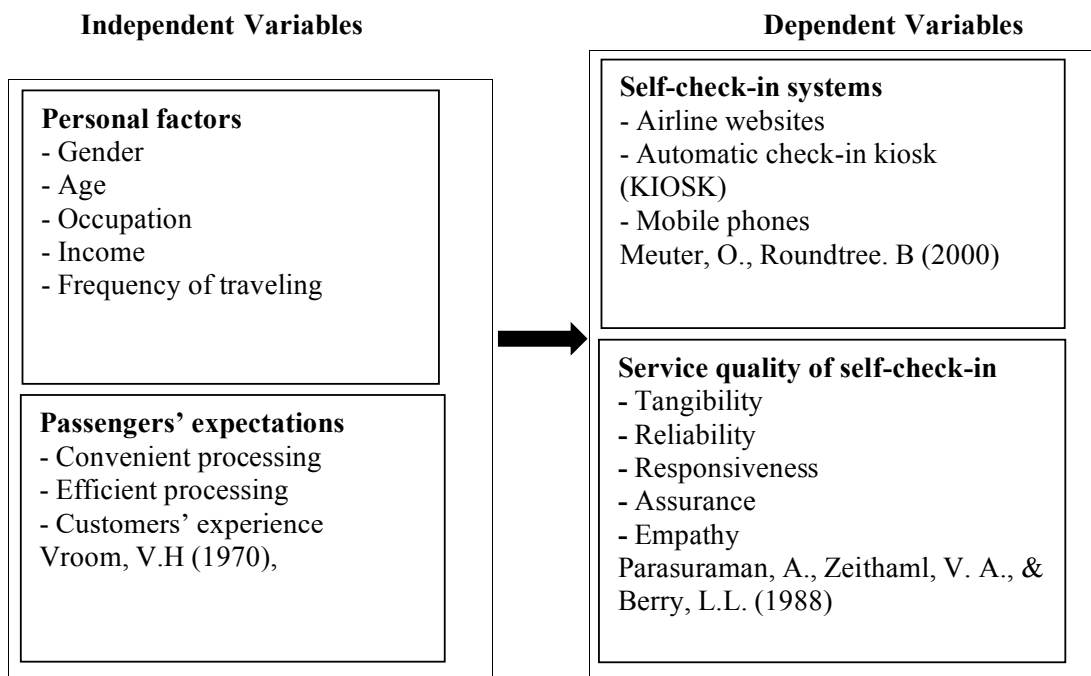 Independent Variables
Personal factors
- Gender
- Age
- Occupation
- Income
- Frequency of traveling
Passengers’ expectations
- Convenient processing
- Efficient processing
- Customers’ experience
Vroom, V.H (1970),
Dependent Variables
Self-check-in systems
- Airline websites
- Automatic check-in kiosk
(KIOSK)
- Mobile phones
Meuter, O., Roundtree. B (2000)
Service quality of self-check-in
- Tangibility
- Reliability
- Responsiveness
- Assurance
- Empathy
Parasuraman, A., Zeithaml, V. A., &
Berry, L.L. (1988)